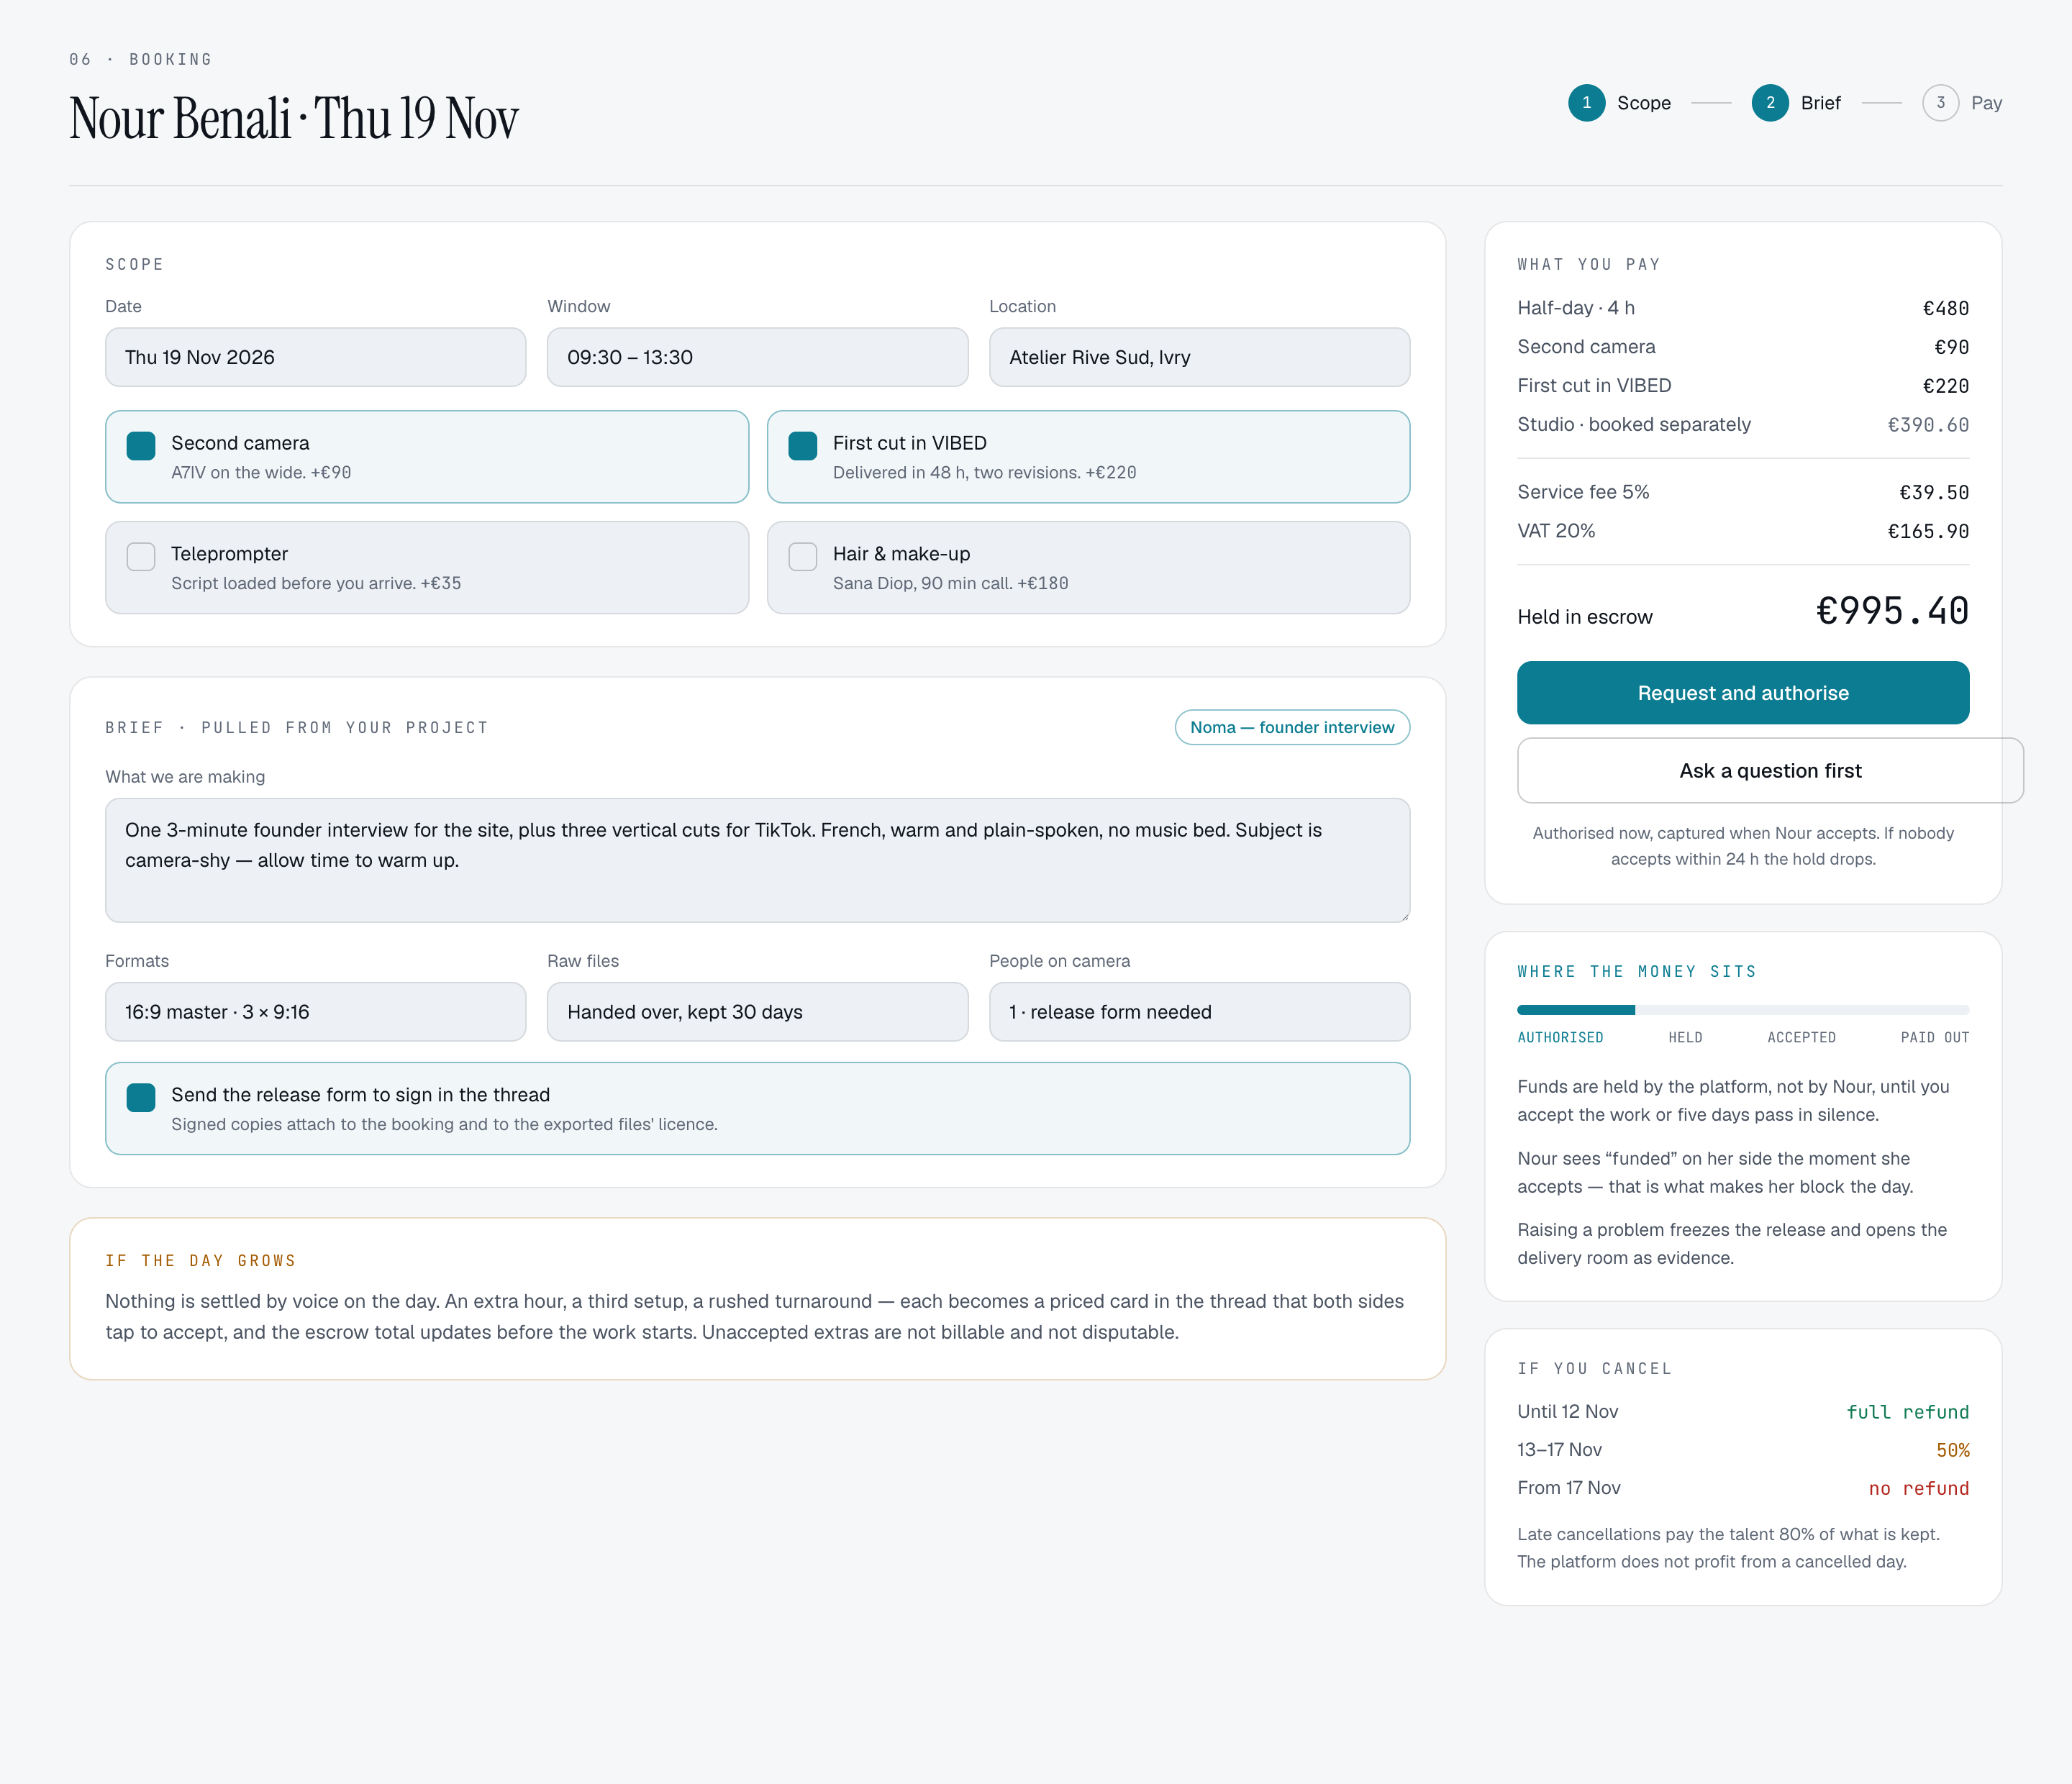 06 · BOOKING
Nour Benali · Thu 19 Nov
1 Scope
2 Brief
3 Pay
SCOPE
Date
Thu 19 Nov 2026
Window
09:30 – 13:30
Location
Atelier Rive Sud, Ivry
Second camera
A7IV on the wide. +€90
First cut in VIBED
Delivered in 48 h, two revisions. +€220
Teleprompter
Script loaded before you arrive. +€35
Hair & make-up
Sana Diop, 90 min call. +€180
BRIEF · PULLED FROM YOUR PROJECT
Noma — founder interview
What we are making
One 3-minute founder interview for the site, plus three vertical cuts for TikTok. French, warm and plain-spoken, no music bed. Subject is
camera-shy — allow time to warm up.
Formats
16:9 master · 3 × 9:16
Raw files
Handed over, kept 30 days
People on camera
1 · release form needed
Send the release form to sign in the thread
Signed copies attach to the booking and to the exported files' licence.
IF THE DAY GROWS
Nothing is settled by voice on the day. An extra hour, a third setup, a rushed turnaround — each becomes a priced card in the thread that both sides
tap to accept, and the escrow total updates before the work starts. Unaccepted extras are not billable and not disputable.
WHAT YOU PAY
Half-day · 4 h €480
Second camera €90
First cut in VIBED €220
Studio · booked separately €390.60
Service fee 5% €39.50
VAT 20% €165.90
Held in escrow €995.40
Request and authorise
Ask a question first
Authorised now, captured when Nour accepts. If nobody
accepts within 24 h the hold drops.
WHERE THE MONEY SITS
AUTHORISED HELD ACCEPTED PAID OUT
Funds are held by the platform, not by Nour, until you
accept the work or five days pass in silence.
Nour sees “funded” on her side the moment she
accepts — that is what makes her block the day.
Raising a problem freezes the release and opens the
delivery room as evidence.
IF YOU CANCEL
Until 12 Nov full refund
13–17 Nov 50%
From 17 Nov no refund
Late cancellations pay the talent 80% of what is kept.
The platform does not profit from a cancelled day.